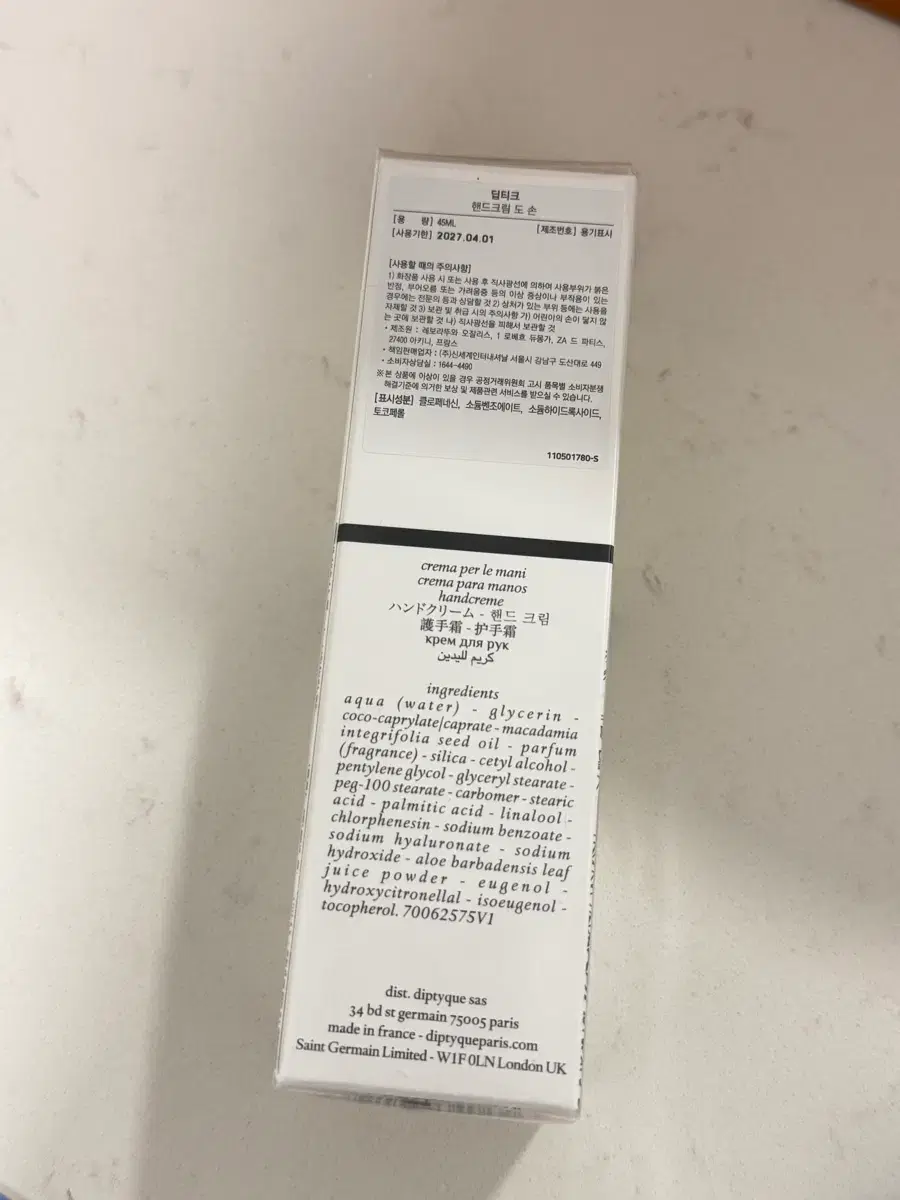 딥티크
핸드크림 도 손
[용 량] 45ML [제조번호] 용기표시
[사용기한] 2027.04.01
[사용할 때의 주의사항]
1) 화장품 사용 시 또는 사용 후 직사광선에 의하여 사용부위가 붉은
반점, 부어오름 또는 가려움증 등의 이상 증상이나 부작용이 있는
경우에는 전문의 등과 상담할 것 2) 상처가 있는 부위 등에는 사용을
자제할 것 3) 보관 및 취급 시의 주의사항 가) 어린이의 손이 닿지 않
는 곳에 보관할 것 나) 직사광선을 피해서 보관할 것
• 제조원 : 레보라뚜와 오잘리스, 1 로베흐 듀몽가, ZA 드 파티스,
27400 아키니, 프랑스
• 책임판매업자 : (주)신세계인터내셔날 서울시 강남구 도산대로 449
• 소비자상담실 : 1644-4490
※ 본 상품에 이상이 있을 경우 공정거래위원회 고시 품목별 소비자분쟁
해결기준에 의거한 보상 및 제품관련 서비스를 받으실 수 있습니다.
[표시성분] 클로페네신, 소듐벤조에이트, 소듐하이드록사이드,
토코페롤
110501780-S
crema per le mani
crema para manos
handcreme
ハンドクリーム - 핸드 크림
護手霜 - 护手霜
крем для рук
كريم لليدين
ingredients
aqua (water) - glycerin -
coco-caprylate/caprate - macadamia
integrifolia seed oil - parfum
(fragrance) - silica - cetyl alcohol -
pentylene glycol - glyceryl stearate -
peg-100 stearate - carbomer - stearic
acid - palmitic acid - linalool -
chlorphenesin - sodium benzoate -
sodium hyaluronate - sodium
hydroxide - aloe barbadensis leaf
juice powder - eugenol -
hydroxycitronellal - isoeugenol -
tocopherol. 70062575V1
dist. diptyque sas
34 bd st germain 75005 paris
made in france - diptyqueparis.com
Saint Germain Limited - W1F 0LN London UK